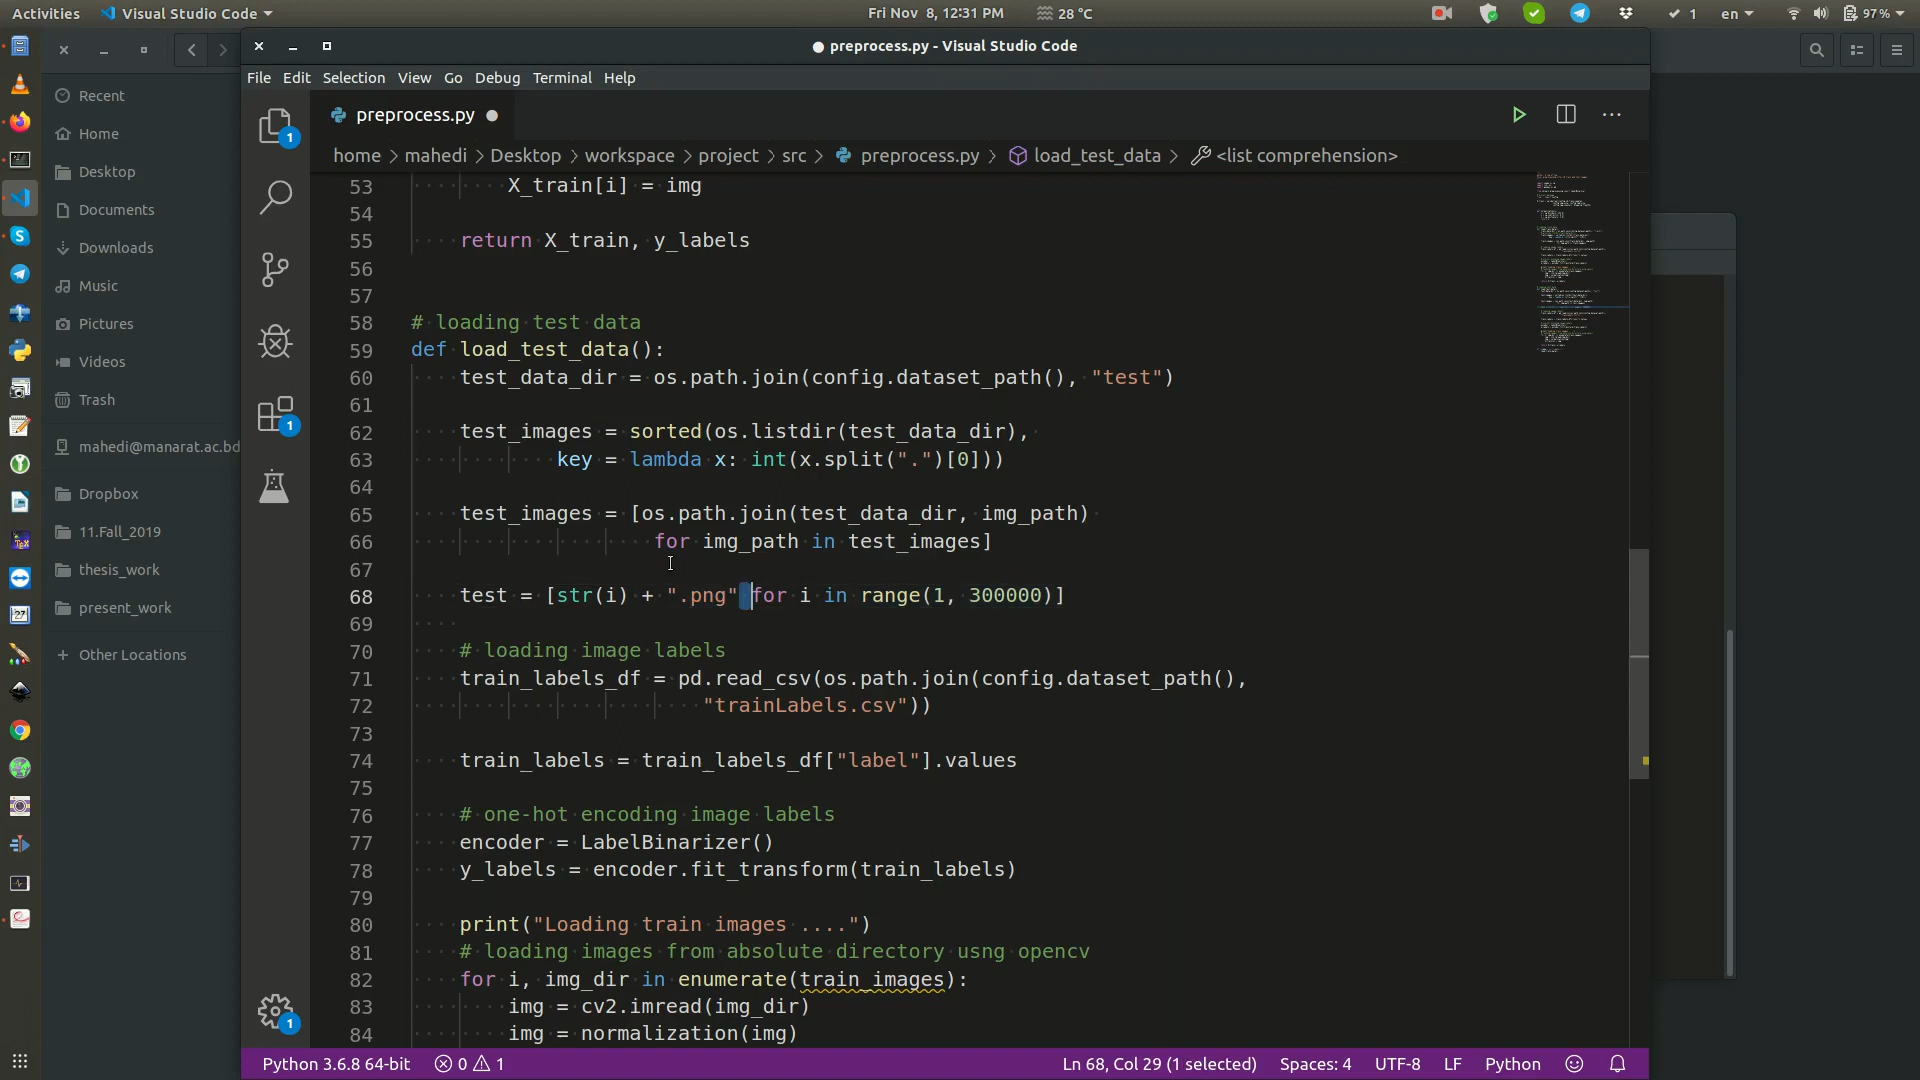 Activities
Visual Studio Code
Fri Nov 8, 12:31 PM
28 °C
1
en
97%
preprocess.py - Visual Studio Code
File Edit Selection View Go Debug Terminal Help
Recent
Home
Desktop
Documents
Downloads
Music
Pictures
Videos
Trash
mahedi@manarat.ac.bd
Dropbox
11.Fall_2019
thesis_work
present_work
+ Other Locations
1
1
1
preprocess.py
home > mahedi > Desktop > workspace > project > src > preprocess.py > load_test_data > <list comprehension>
53 X_train[i] = img
54
55 return X_train, y_labels
56
57
58 # loading test data
59 def load_test_data():
60 test_data_dir = os.path.join(config.dataset_path(), "test")
61
62 test_images = sorted(os.listdir(test_data_dir),
63 key = lambda x: int(x.split(".")[0]))
64
65 test_images = [os.path.join(test_data_dir, img_path)
66 for img_path in test_images]
67
68 test = [str(i) + ".png" for i in range(1, 300000)]
69
70 # loading image labels
71 train_labels_df = pd.read_csv(os.path.join(config.dataset_path(),
72 "trainLabels.csv"))
73
74 train_labels = train_labels_df["label"].values
75
76 # one-hot encoding image labels
77 encoder = LabelBinarizer()
78 y_labels = encoder.fit_transform(train_labels)
79
80 print("Loading train images ....")
81 # loading images from absolute directory usng opencv
82 for i, img_dir in enumerate(train_images):
83 img = cv2.imread(img_dir)
84 img = normalization(img)
Python 3.6.8 64-bit
0 1
Ln 68, Col 29 (1 selected)
Spaces: 4
UTF-8
LF
Python